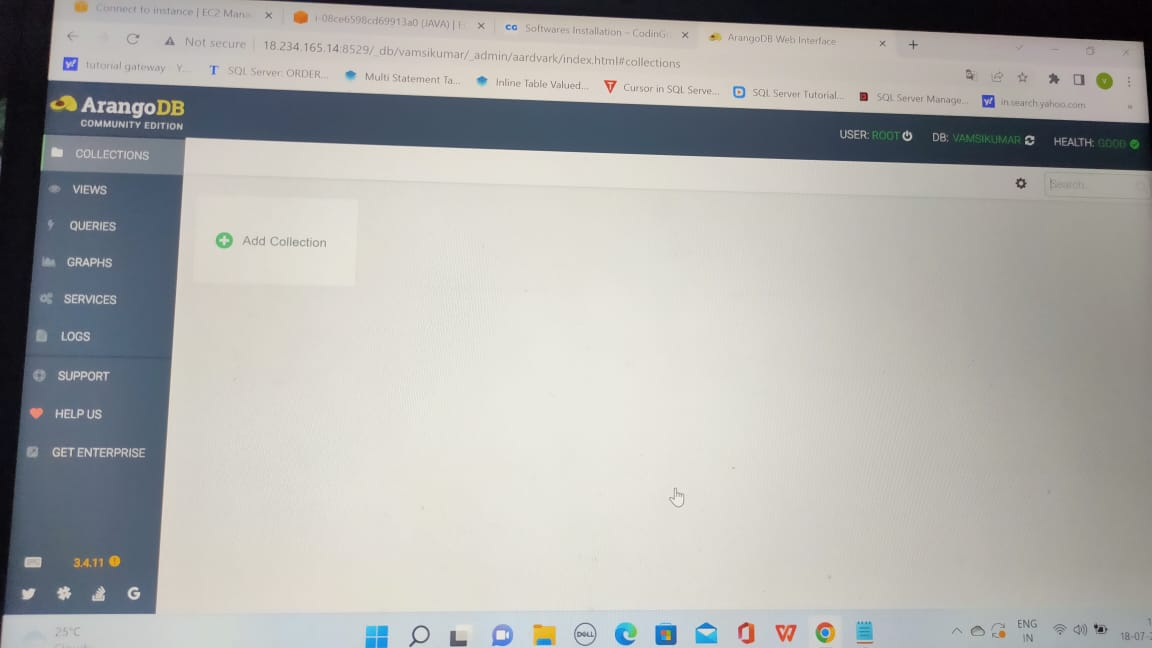 Connect to instance | EC2 Mana
i-08ce6598cd69913a0 (JAVA) | E
CG Softwares Installation – CodinG
ArangoDB Web Interface
Not secure | 18.234.165.14:8529/_db/vamsikumar/_admin/aardvark/index.html#collections
tutorial gateway - Y...
T SQL Server: ORDER...
Multi Statement Ta...
Inline Table Valued...
Cursor in SQL Serve...
SQL Server Tutorial...
SQL Server Manage...
in.search.yahoo.com
»
ArangoDB
COMMUNITY EDITION
USER: ROOT
DB: VAMSIKUMAR
HEALTH: GOOD
COLLECTIONS
Search...
VIEWS
QUERIES
Add Collection
GRAPHS
SERVICES
LOGS
SUPPORT
HELP US
GET ENTERPRISE
3.4.11
G
25°C
Cloudy
DELL
ENG
IN
18-07-